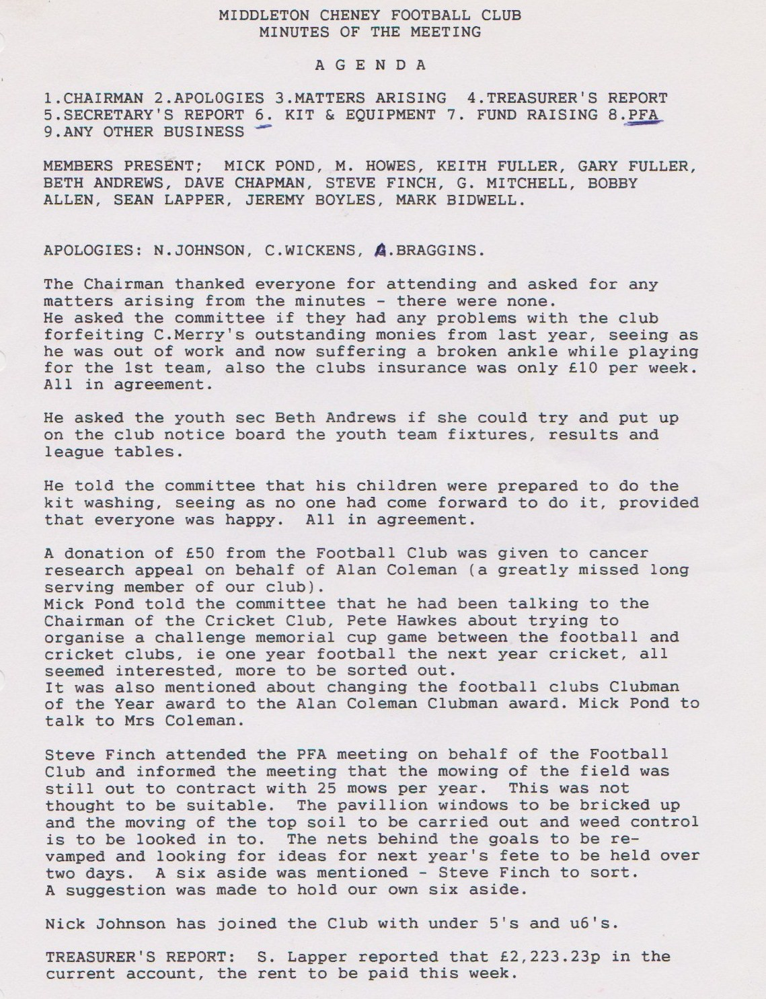 MIDDLETON CHENEY FOOTBALL CLUB
MINUTES OF THE MEETING
A G E N D A
1.CHAIRMAN 2.APOLOGIES 3.MATTERS ARISING 4.TREASURER'S REPORT
5.SECRETARY'S REPORT 6. KIT & EQUIPMENT 7. FUND RAISING 8.PFA
9.ANY OTHER BUSINESS
MEMBERS PRESENT; MICK POND, M. HOWES, KEITH FULLER, GARY FULLER,
BETH ANDREWS, DAVE CHAPMAN, STEVE FINCH, G. MITCHELL, BOBBY
ALLEN, SEAN LAPPER, JEREMY BOYLES, MARK BIDWELL.
APOLOGIES: N.JOHNSON, C.WICKENS, A.BRAGGINS.
The Chairman thanked everyone for attending and asked for any
matters arising from the minutes - there were none.
He asked the committee if they had any problems with the club
forfeiting C.Merry's outstanding monies from last year, seeing as
he was out of work and now suffering a broken ankle while playing
for the 1st team, also the clubs insurance was only £10 per week.
All in agreement.
He asked the youth sec Beth Andrews if she could try and put up
on the club notice board the youth team fixtures, results and
league tables.
He told the committee that his children were prepared to do the
kit washing, seeing as no one had come forward to do it, provided
that everyone was happy. All in agreement.
A donation of £50 from the Football Club was given to cancer
research appeal on behalf of Alan Coleman (a greatly missed long
serving member of our club).
Mick Pond told the committee that he had been talking to the
Chairman of the Cricket Club, Pete Hawkes about trying to
organise a challenge memorial cup game between the football and
cricket clubs, ie one year football the next year cricket, all
seemed interested, more to be sorted out.
It was also mentioned about changing the football clubs Clubman
of the Year award to the Alan Coleman Clubman award. Mick Pond to
talk to Mrs Coleman.
Steve Finch attended the PFA meeting on behalf of the Football
Club and informed the meeting that the mowing of the field was
still out to contract with 25 mows per year. This was not
thought to be suitable. The pavillion windows to be bricked up
and the moving of the top soil to be carried out and weed control
is to be looked in to. The nets behind the goals to be re-
vamped and looking for ideas for next year's fete to be held over
two days. A six aside was mentioned - Steve Finch to sort.
A suggestion was made to hold our own six aside.
Nick Johnson has joined the Club with under 5's and u6's.
TREASURER'S REPORT: S. Lapper reported that £2,223.23p in the
current account, the rent to be paid this week.